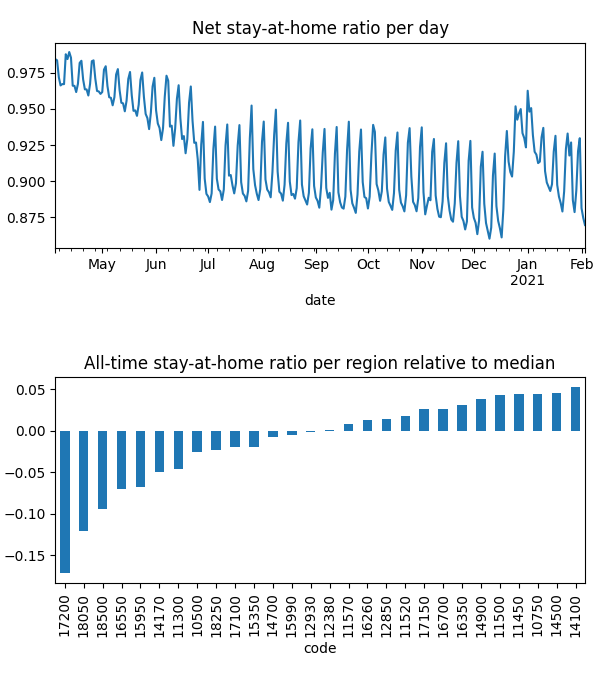 Net stay-at-home ratio per day
0.975
0.950
0.925
0.900
0.875
May Jun Jul Aug Sep Oct Nov Dec Jan Feb
2021
date
All-time stay-at-home ratio per region relative to median
0.05
0.00
−0.05
−0.10
−0.15
17200 18050 18500 16550 15950 14170 11300 10500 18250 17100 15350 14700 15990 12930 12380 11570 16260 12850 11520 17150 16700 16350 14900 11500 11450 10750 14500 14100
code